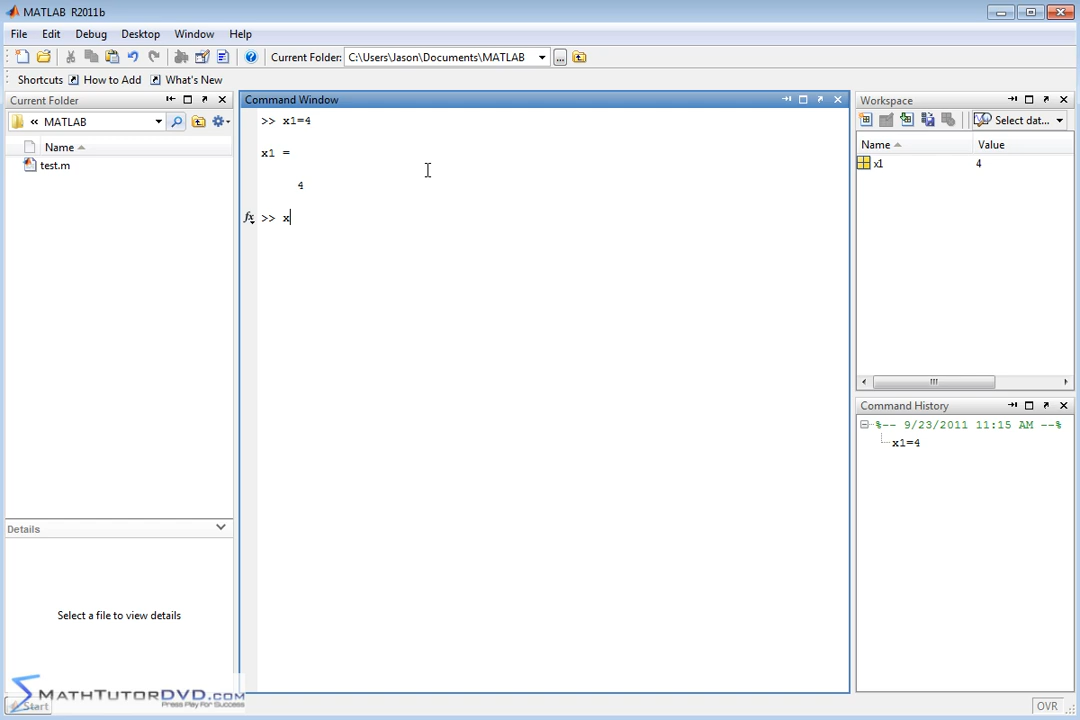 MATLAB R2011b
File Edit Debug Desktop Window Help
Current Folder: C:\Users\Jason\Documents\MATLAB ...
Shortcuts How to Add What's New
Current Folder
« MATLAB
Name
test.m
Details
Select a file to view details
Command Window
>> x1=4
x1 =
4
fx >> x
Workspace
Select dat...
Name Value
x1 4
Command History
%-- 9/23/2011 11:15 AM --%
x1=4
MATHTUTORDVD.COM
Press Play For Success
Start
OVR